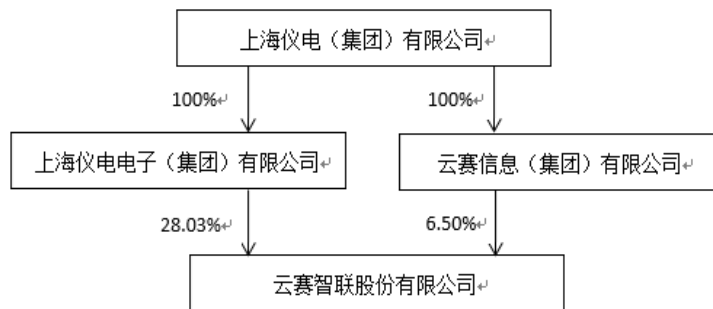 上海仪电（集团）有限公司
100%
100%
上海仪电电子（集团）有限公司
云赛信息（集团）有限公司
28.03%
6.50%
云赛智联股份有限公司